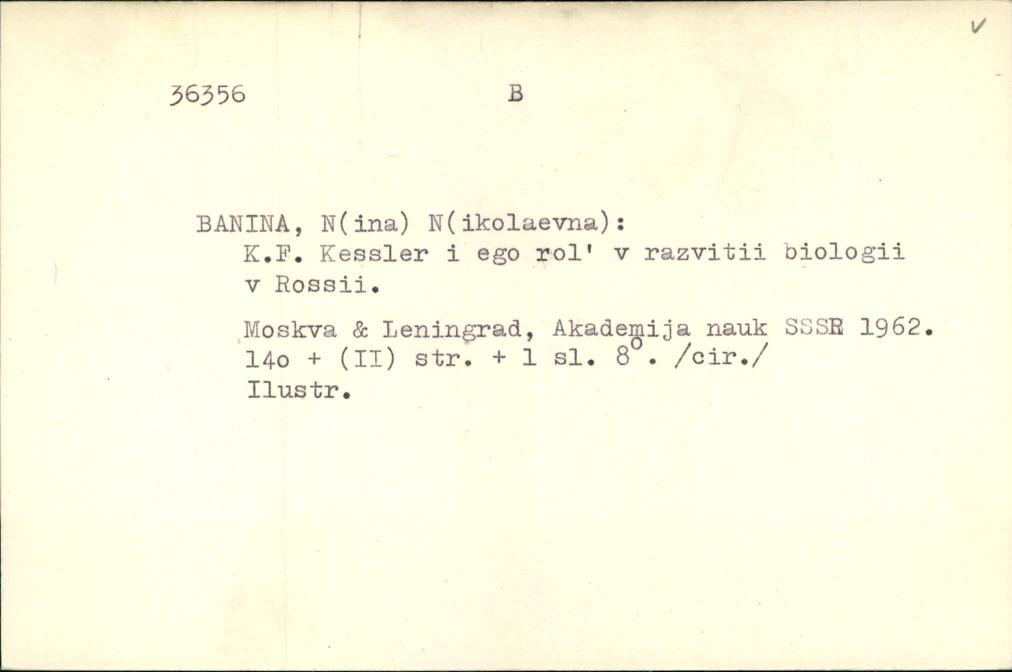 36356 B
BANINA, N(ina) N(ikolaevna):
K.F. Kessler i ego rol' v razvitii biologii
v Rossii.
Moskva & Leningrad, Akademija nauk SSSR 1962.
14o + (II) str. + 1 sl. 8°. /cir./
Ilustr.